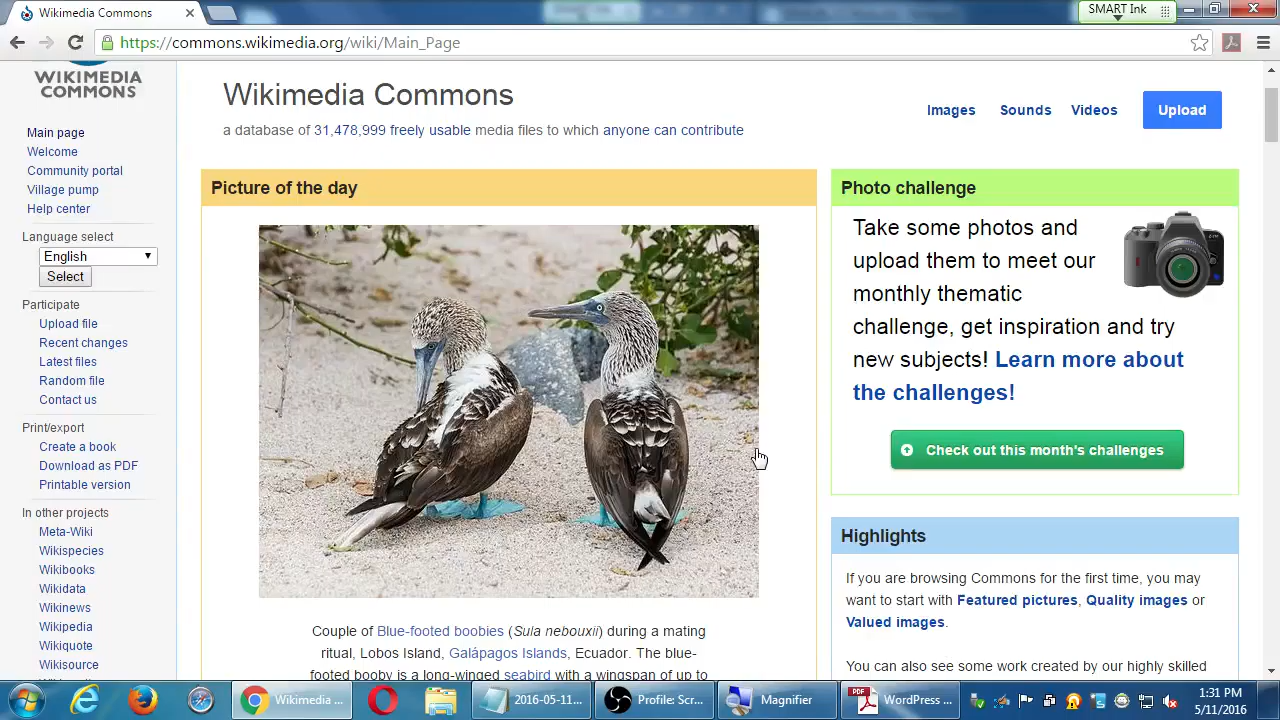 Wikimedia Commons
SMART Ink
https://commons.wikimedia.org/wiki/Main_Page
WIKIMEDIA
COMMONS
Main page
Welcome
Community portal
Village pump
Help center
Language select
English
Select
Participate
Upload file
Recent changes
Latest files
Random file
Contact us
Print/export
Create a book
Download as PDF
Printable version
In other projects
Meta-Wiki
Wikispecies
Wikibooks
Wikidata
Wikinews
Wikipedia
Wikiquote
Wikisource
Wikimedia Commons
a database of 31,478,999 freely usable media files to which anyone can contribute
Images Sounds Videos Upload
Picture of the day
Couple of Blue-footed boobies (Sula nebouxii) during a mating
ritual, Lobos Island, Galápagos Islands, Ecuador. The blue-
footed booby is a long-winged seabird with a wingspan of up to
Photo challenge
Take some photos and
upload them to meet our
monthly thematic
challenge, get inspiration and try
new subjects! Learn more about
the challenges!
Check out this month's challenges
Highlights
If you are browsing Commons for the first time, you may
want to start with Featured pictures, Quality images or
Valued images.
You can also see some work created by our highly skilled
Wikimedia ...
2016-05-11...
Profile: Scr...
Magnifier
PDF
WordPress ...
1:31 PM
5/11/2016